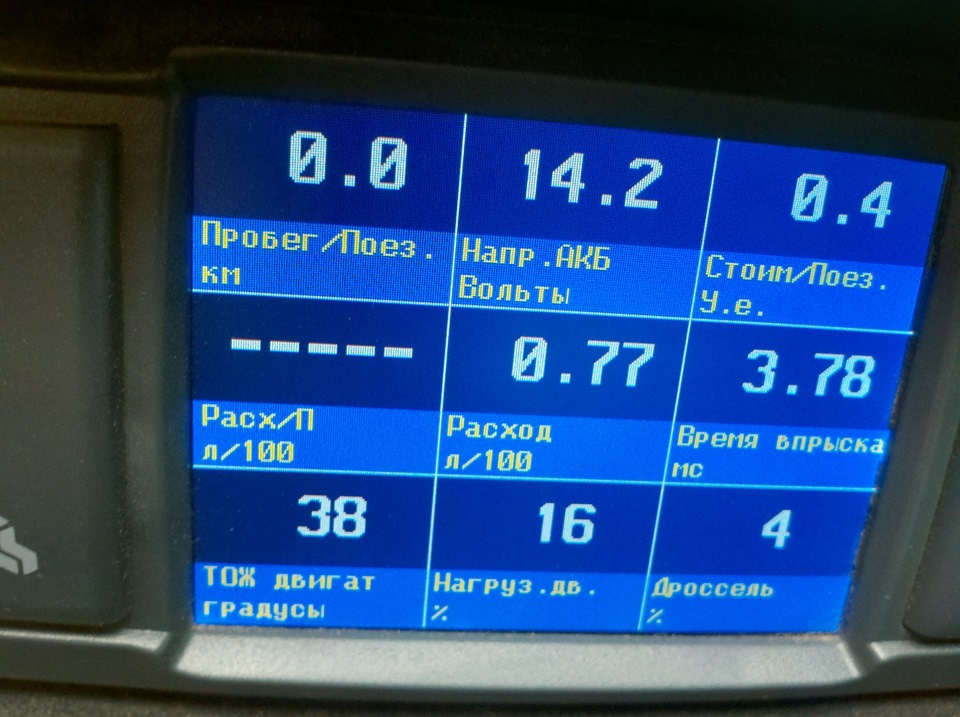 0.0 14.2 0.4
Пробег/Поез. Напр.АКБ Стоим/Поез.
км Вольты У.е.
----- 0.77 3.78
Расх/П Расход Время впрыска
л/100 л/100 мс
38 16 4
ТОЖ двигат Нагруз.дв. Дроссель
градусы % %